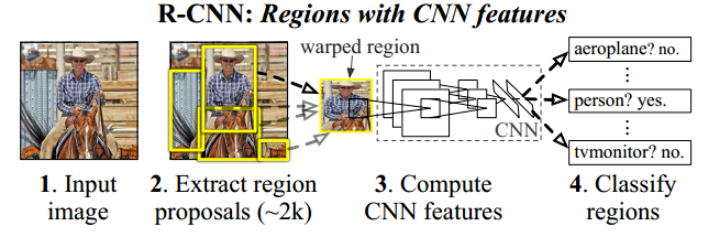 R-CNN: Regions with CNN features
warped region
aeroplane? no.
⋮
person? yes.
⋮
tvmonitor? no.
CNN
1. Input
image
2. Extract region
proposals (~2k)
3. Compute
CNN features
4. Classify
regions